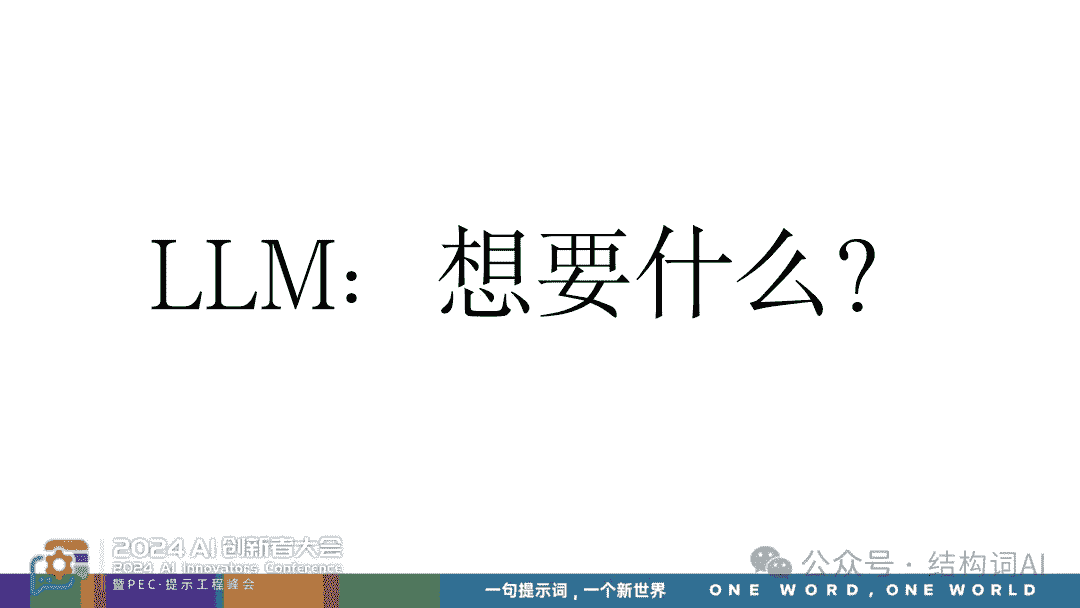 LLM： 想要什么？
2024 AI 创新者大会
2024 AI Innovators Conference
暨PEC·提示工程峰会
一句提示词，一个新世界
ONE WORD, ONE WORLD
公众号 · 结构词AI